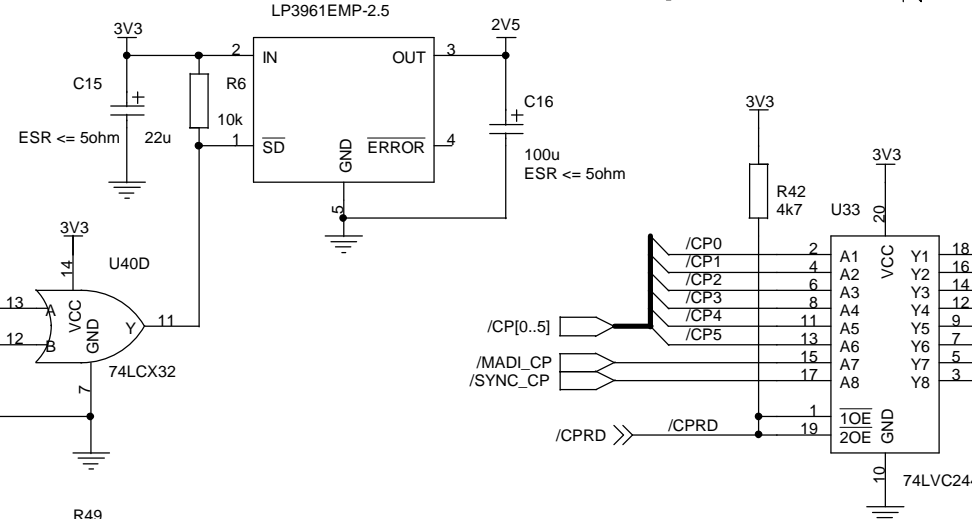 LP3961EMP-2.5
3V3
2V5
2
IN
OUT
3
C15
+
R6
10k
ESR <= 5ohm
22u
1
SD
GND
ERROR
4
5
C16
+
100u
ESR <= 5ohm
3V3
14
U40D
13
A
VCC
GND
Y
11
12
B
74LCX32
7
R49
3V3
R42
4k7
3V3
U33
20
VCC
/CP0
2
A1
Y1
18
/CP1
4
A2
Y2
16
/CP2
6
A3
Y3
14
/CP3
8
A4
Y4
12
/CP[0..5]
/CP4
11
A5
Y5
9
/CP5
13
A6
Y6
7
/MADI_CP
15
A7
Y7
5
/SYNC_CP
17
A8
Y8
3
1
1OE
GND
/CPRD
/CPRD
19
2OE
10
74LVC244